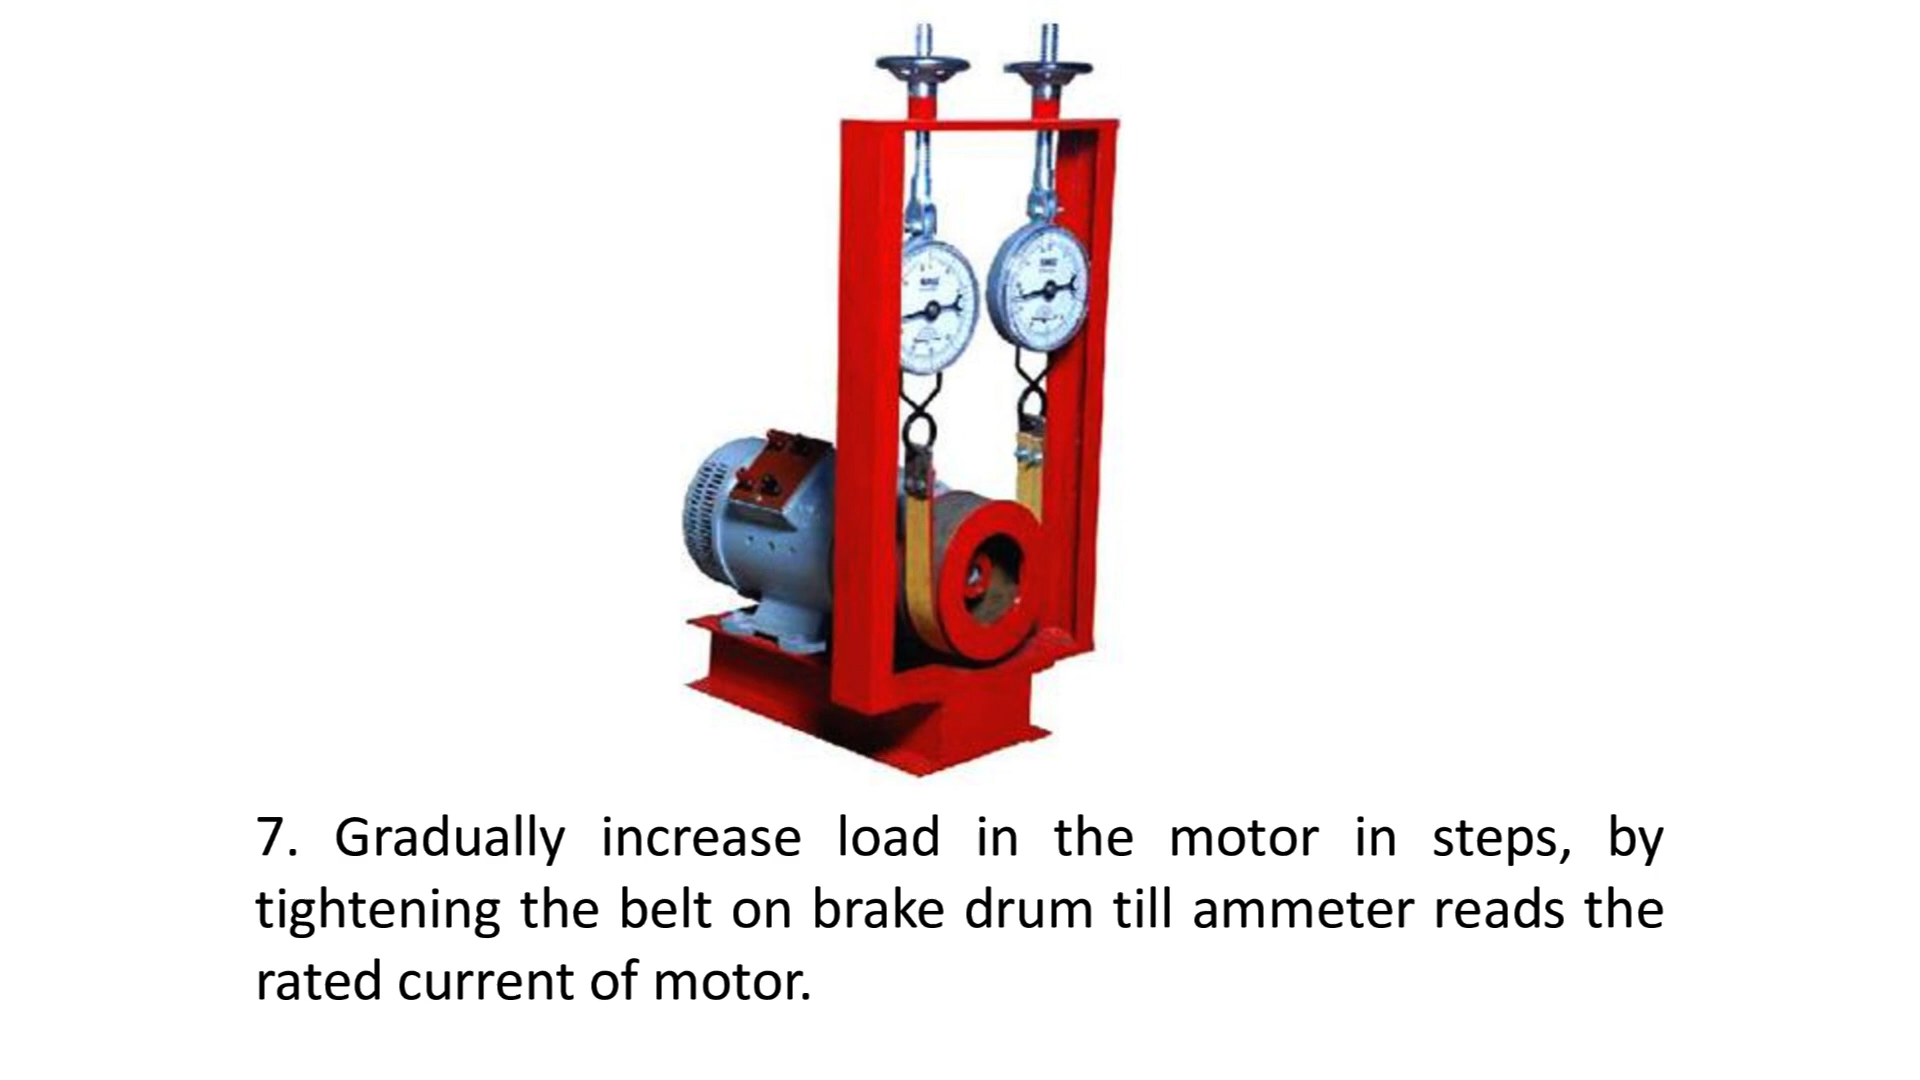 7. Gradually increase load in the motor in steps, by
tightening the belt on brake drum till ammeter reads the
rated current of motor.